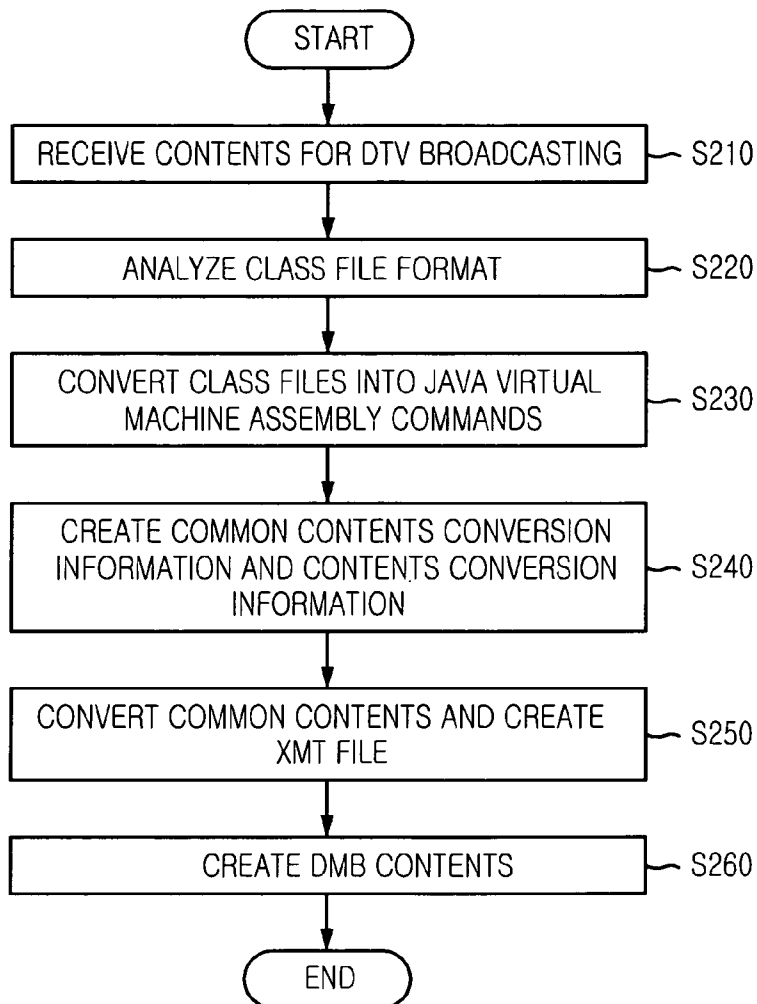 START
RECEIVE CONTENTS FOR DTV BROADCASTING
S210
ANALYZE CLASS FILE FORMAT
S220
CONVERT CLASS FILES INTO JAVA VIRTUAL
MACHINE ASSEMBLY COMMANDS
S230
CREATE COMMON CONTENTS CONVERSION
INFORMATION AND CONTENTS CONVERSION
INFORMATION
S240
CONVERT COMMON CONTENTS AND CREATE
XMT FILE
S250
CREATE DMB CONTENTS
S260
END